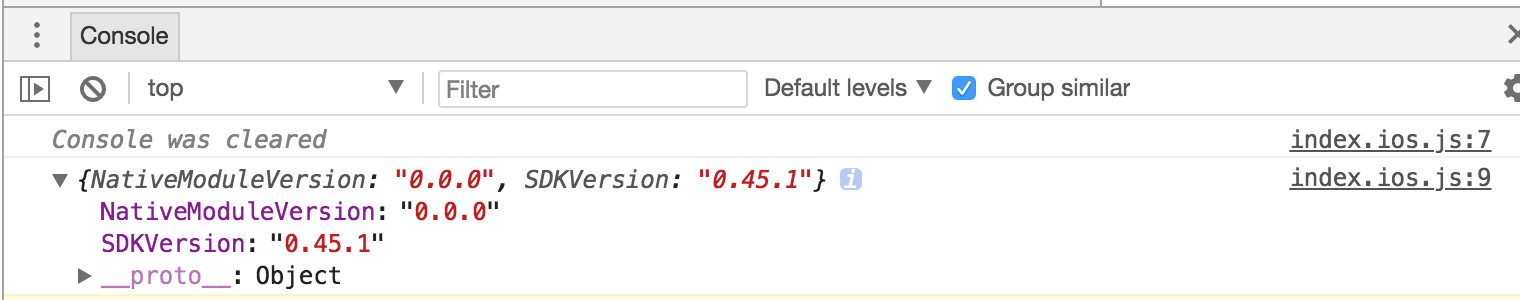 Console
top Filter Default levels Group similar
Console was cleared index.ios.js:7
{NativeModuleVersion: "0.0.0", SDKVersion: "0.45.1"} i index.ios.js:9
NativeModuleVersion: "0.0.0"
SDKVersion: "0.45.1"
__proto__: Object